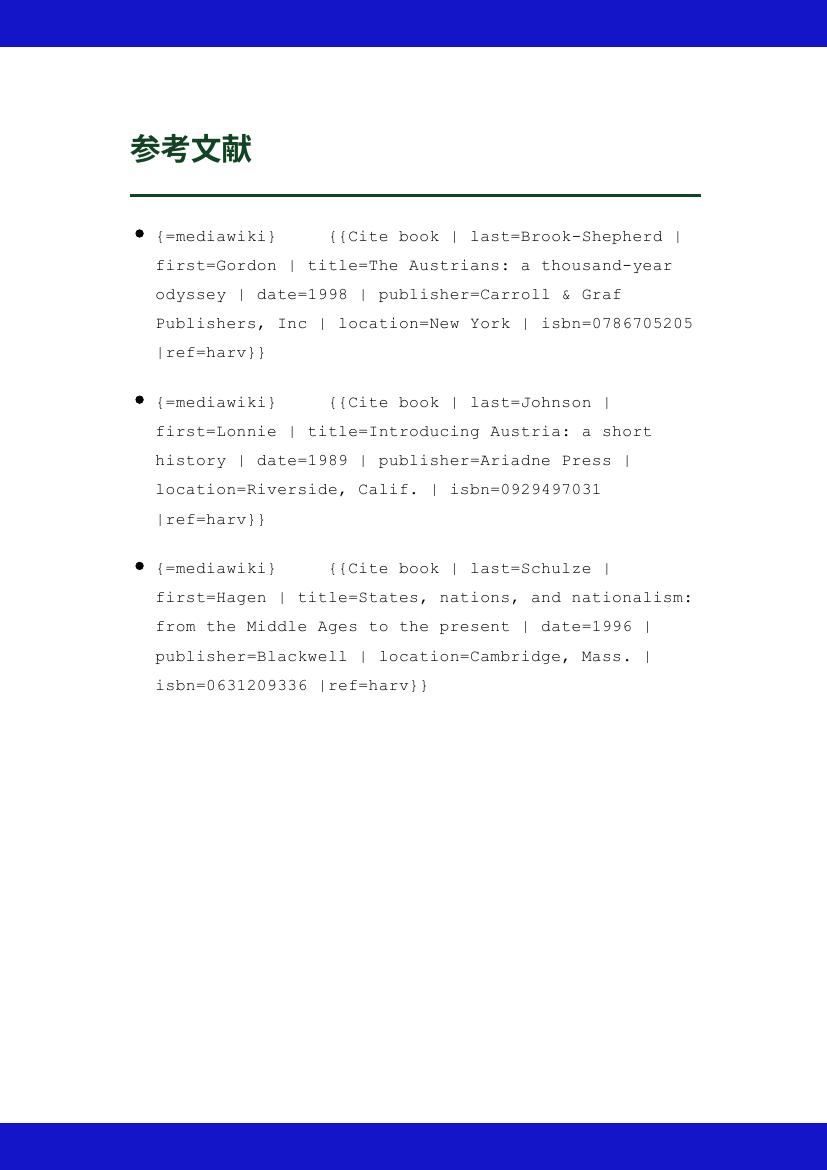 参考文献
• {=mediawiki} {{Cite book | last=Brook-Shepherd |
first=Gordon | title=The Austrians: a thousand-year
odyssey | date=1998 | publisher=Carroll & Graf
Publishers, Inc | location=New York | isbn=0786705205
|ref=harv}}
• {=mediawiki} {{Cite book | last=Johnson |
first=Lonnie | title=Introducing Austria: a short
history | date=1989 | publisher=Ariadne Press |
location=Riverside, Calif. | isbn=0929497031
|ref=harv}}
• {=mediawiki} {{Cite book | last=Schulze |
first=Hagen | title=States, nations, and nationalism:
from the Middle Ages to the present | date=1996 |
publisher=Blackwell | location=Cambridge, Mass. |
isbn=0631209336 |ref=harv}}